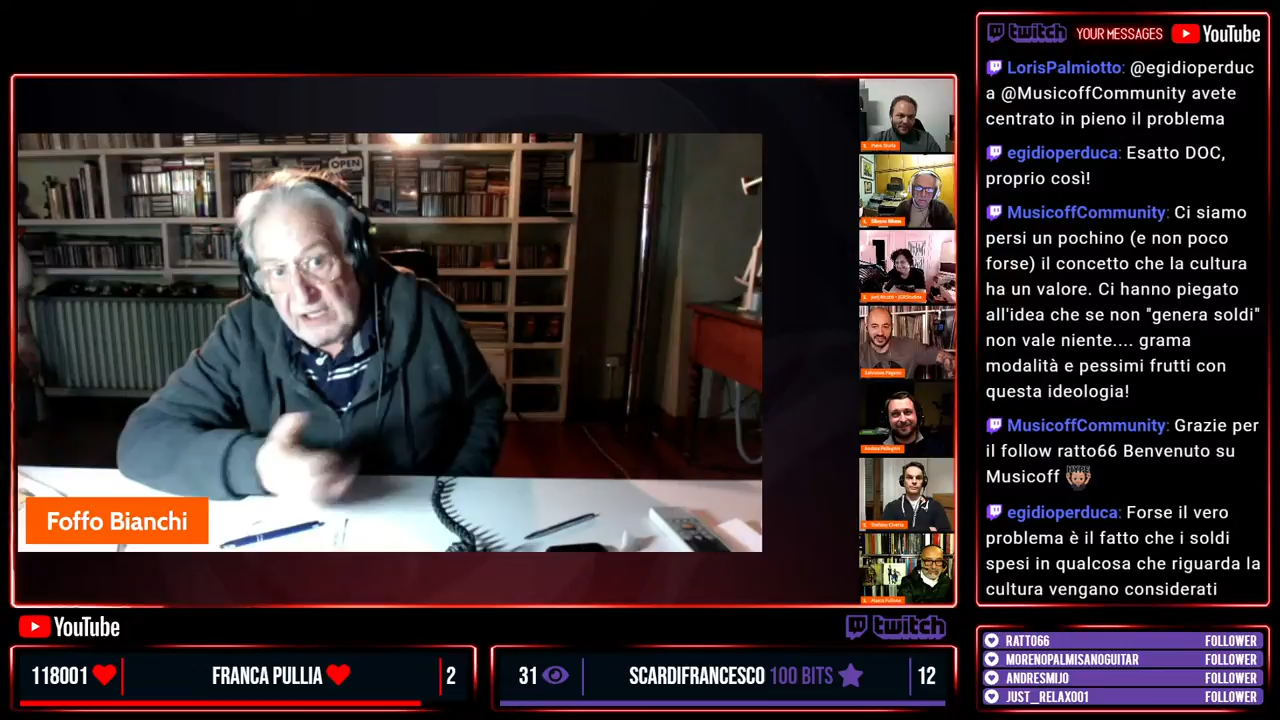 twitch YOUR MESSAGES YouTube
LorisPalmiotto: @egidioperduc
a @MusicoffCommunity avete
centrato in pieno il problema
egidioperduca: Esatto DOC,
proprio così!
MusicoffCommunity: Ci siamo
persi un pochino (e non poco
forse) il concetto che la cultura
ha un valore. Ci hanno piegato
all'idea che se non "genera soldi"
non vale niente.... grama
modalità e pessimi frutti con
questa ideologia!
MusicoffCommunity: Grazie per
il follow ratto66 Benvenuto su
Musicoff
HYPE
egidioperduca: Forse il vero
problema è il fatto che i soldi
spesi in qualcosa che riguarda la
cultura vengano considerati
OPEN
Foffo Bianchi
Salvatore Pagano
Andrea Pellegrini
YouTube
twitch
118001 FRANCA PULLIA 2
31 SCARDIFRANCESCO 100 BITS 12
RATTO66 FOLLOWER
MORENOPALMISANOGUITAR FOLLOWER
ANDRESMIJO FOLLOWER
JUST_RELAX001 FOLLOWER